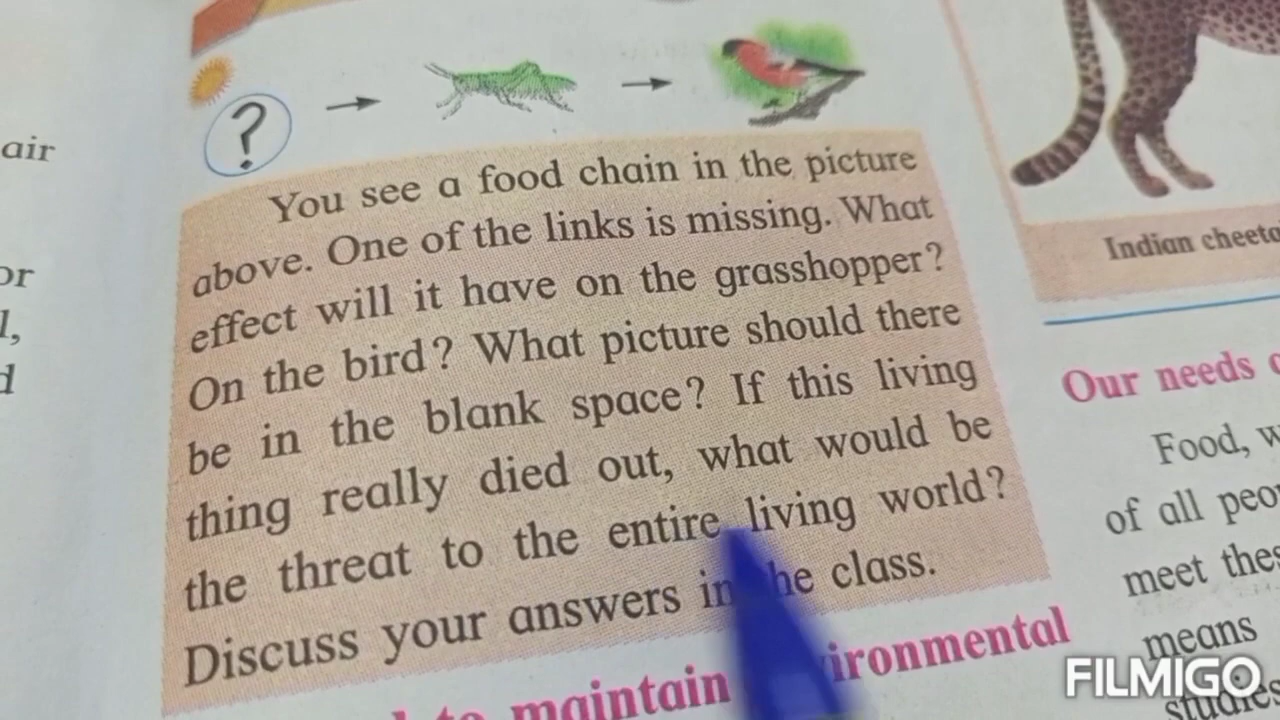 ?
You see a food chain in the picture
above. One of the links is missing. What
effect will it have on the grasshopper?
On the bird? What picture should there
be in the blank space? If this living
thing really died out, what would be
the threat to the entire living world?
Discuss your answers in the class.
to maintain
air
Indian
Our needs
Food,
of all
meet
means
studies
FILMIGO